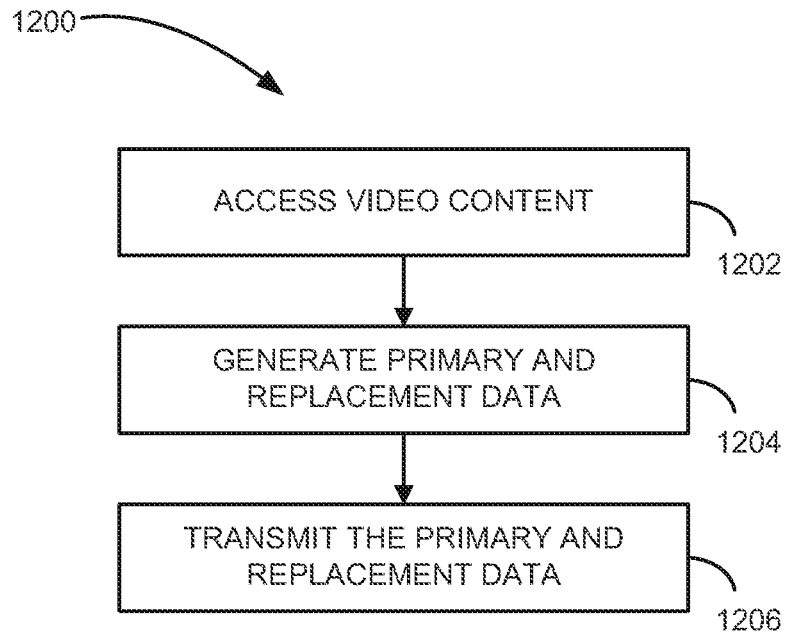 1200
ACCESS VIDEO CONTENT
1202
GENERATE PRIMARY AND
REPLACEMENT DATA
1204
TRANSMIT THE PRIMARY AND
REPLACEMENT DATA
1206